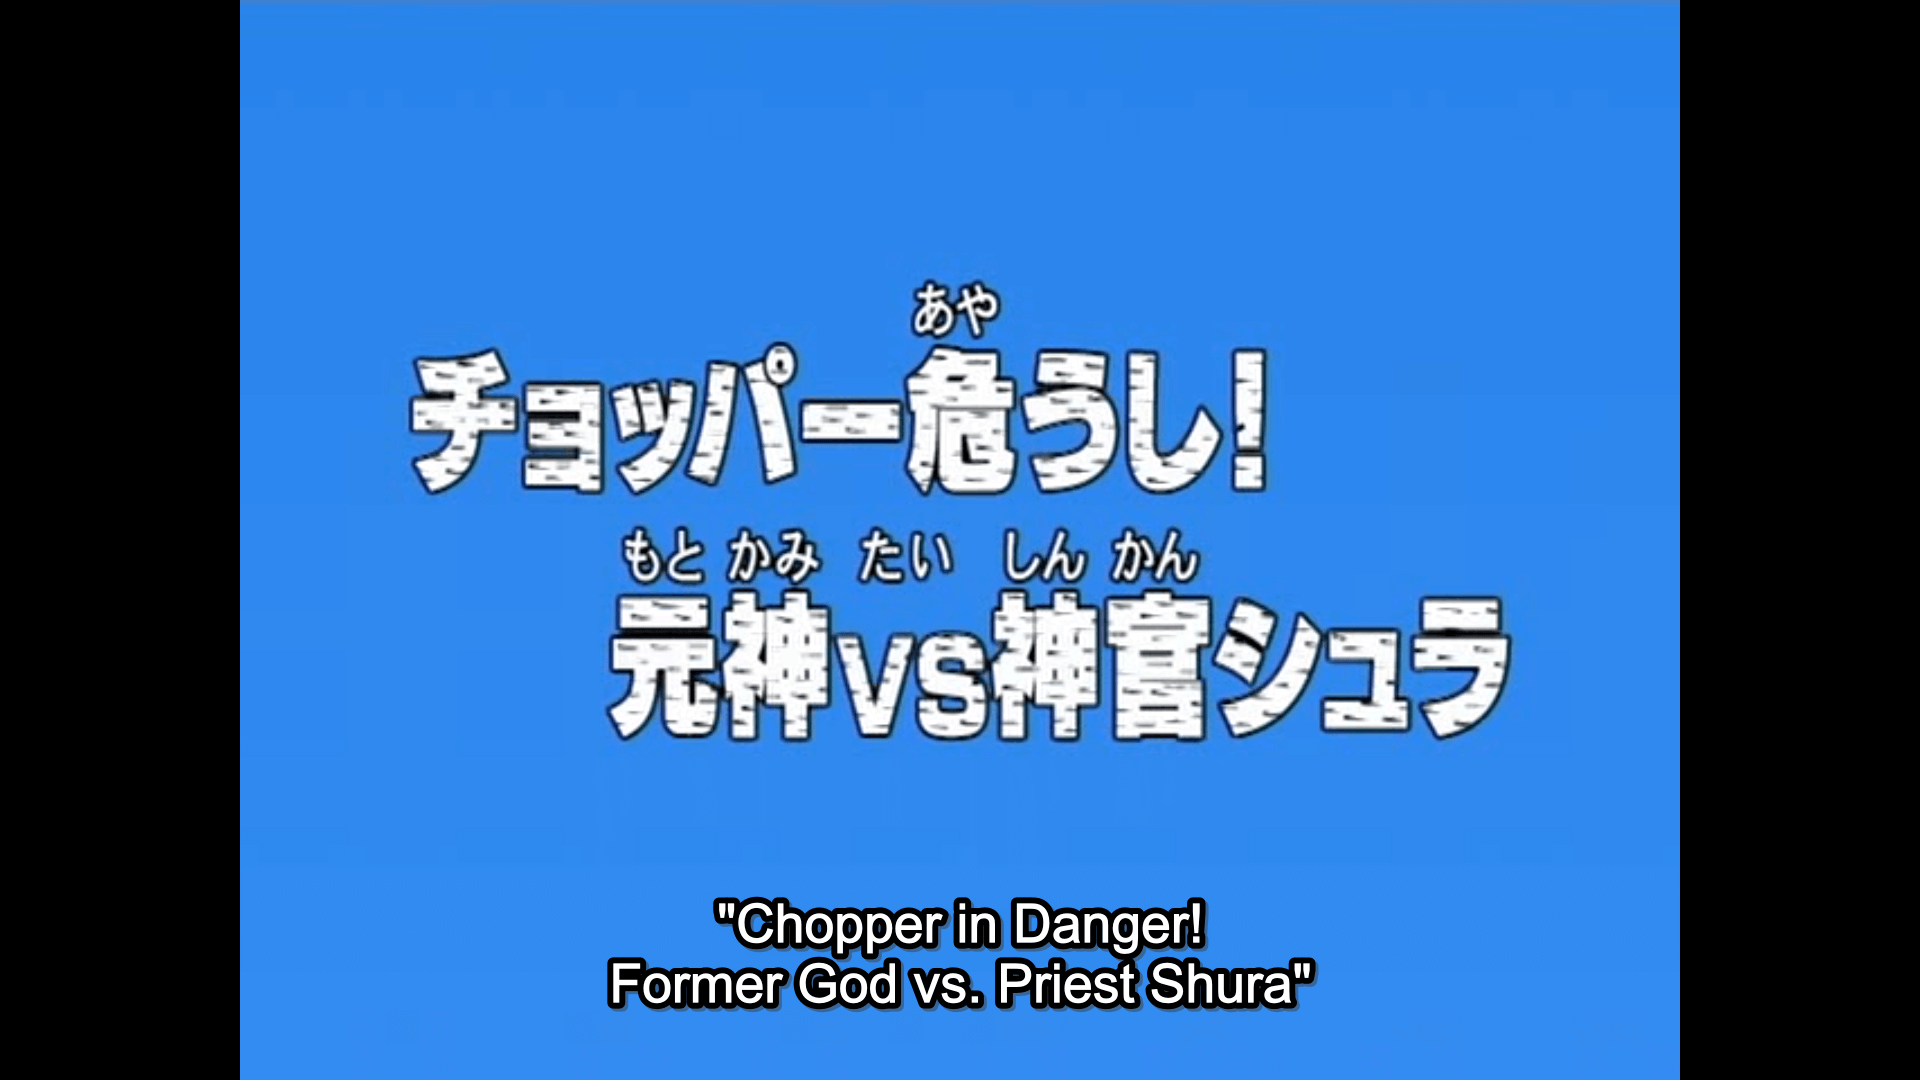 あや
チョッパー危うし!
もと かみ たい しん かん
元神vs神官シュラ
"Chopper in Danger!
Former God vs. Priest Shura"